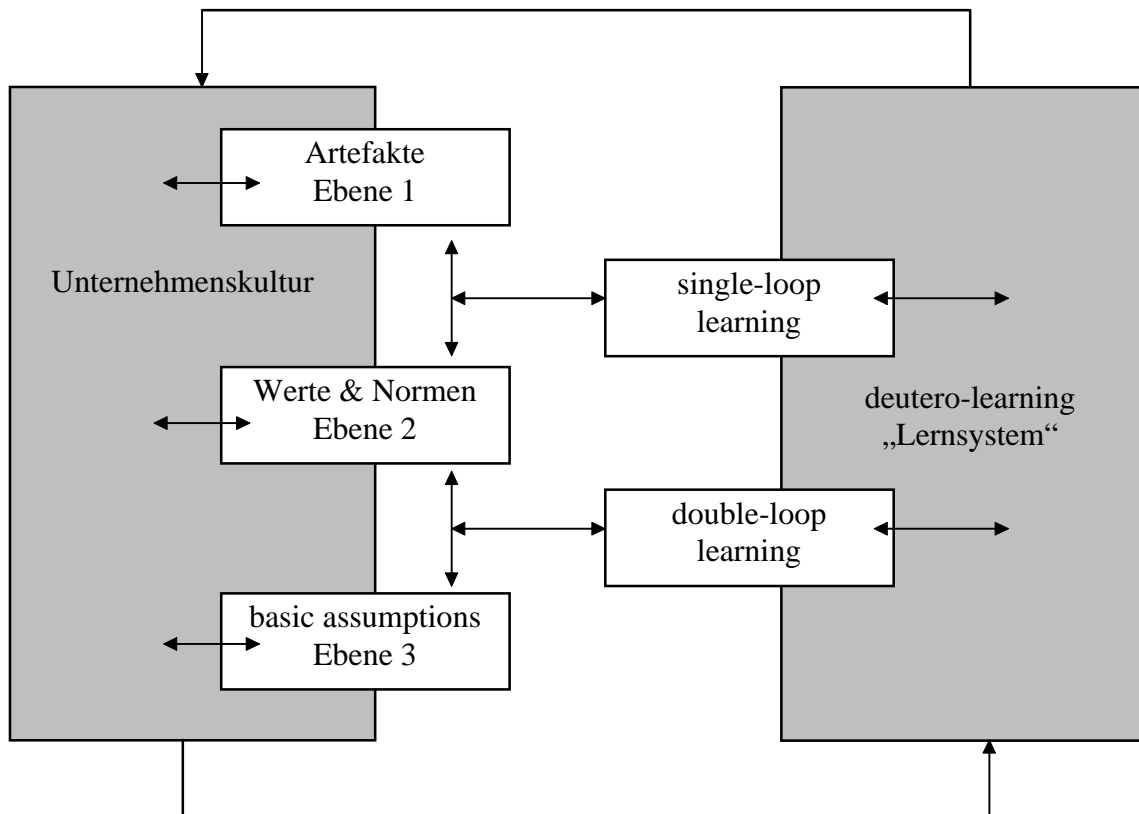 Artefakte
Ebene 1
Unternehmenskultur
single-loop
learning
Werte & Normen
Ebene 2
deutero-learning
„Lernsystem“
double-loop
learning
basic assumptions
Ebene 3